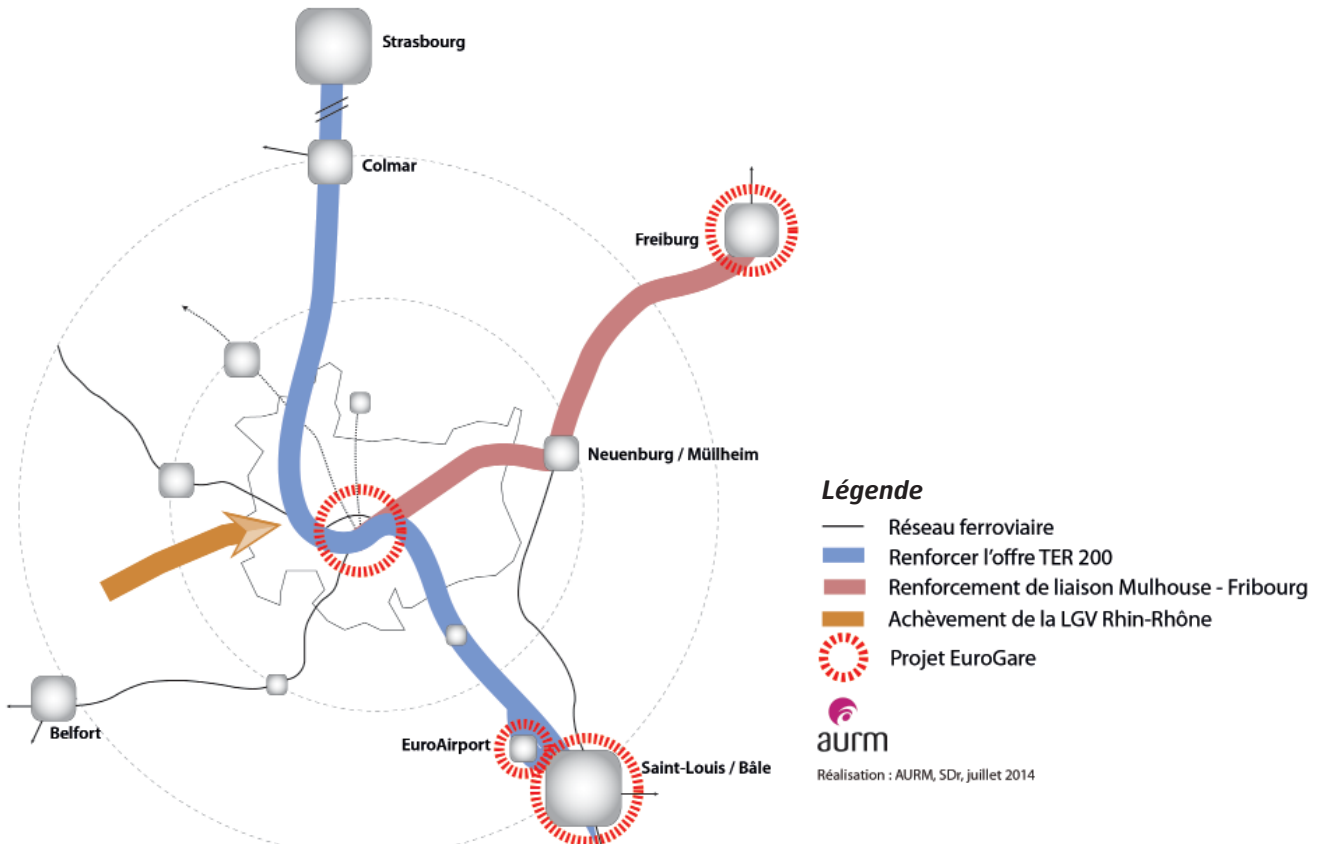 Strasbourg
Colmar
Freiburg
Neuenburg / Müllheim
Belfort
EuroAirport
Saint-Louis / Bâle
Légende
Réseau ferroviaire
Renforcer l'offre TER 200
Renforcement de liaison Mulhouse - Fribourg
Achèvement de la LGV Rhin-Rhône
Projet EuroGare
aurm
Réalisation : AURM, SDr, juillet 2014